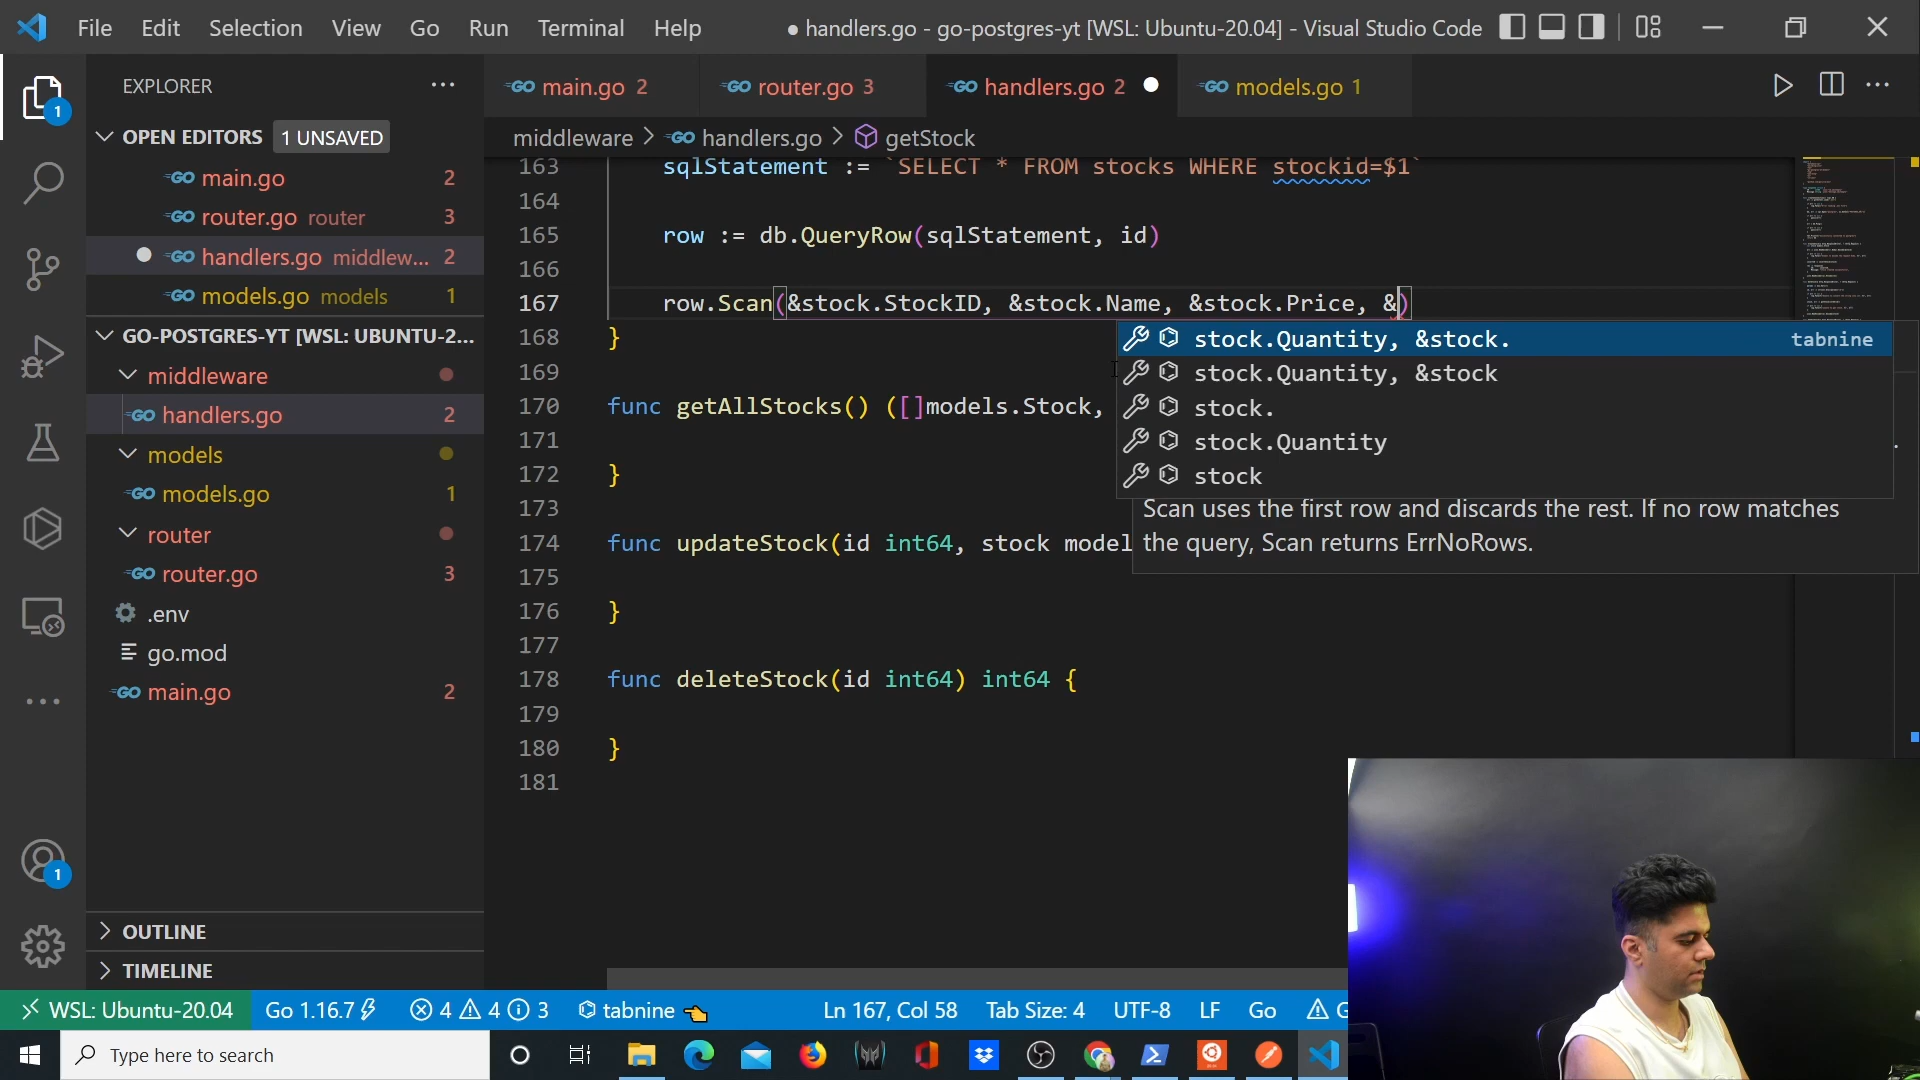 File Edit Selection View Go Run Terminal Help
● handlers.go - go-postgres-yt [WSL: Ubuntu-20.04] - Visual Studio Code
EXPLORER
OPEN EDITORS 1 UNSAVED
main.go 2
router.go router 3
handlers.go middlew... 2
models.go models 1
GO-POSTGRES-YT [WSL: UBUNTU-2...
middleware
handlers.go 2
models
models.go 1
router
router.go 3
.env
go.mod
main.go 2
OUTLINE
TIMELINE
1
1
main.go 2 router.go 3 handlers.go 2 models.go 1
middleware > handlers.go > getStock
163 sqlStatement := `SELECT * FROM stocks WHERE stockid=$1`
164
165 row := db.QueryRow(sqlStatement, id)
166
167 row.Scan(&stock.StockID, &stock.Name, &stock.Price, &)
168 }
169
170 func getAllStocks() ([]models.Stock,
171
172 }
173
174 func updateStock(id int64, stock model
175
176 }
177
178 func deleteStock(id int64) int64 {
179
180 }
181
stock.Quantity, &stock. tabnine
stock.Quantity, &stock
stock.
stock.Quantity
stock
Scan uses the first row and discards the rest. If no row matches
the query, Scan returns ErrNoRows.
WSL: Ubuntu-20.04 Go 1.16.7 4 4 3 tabnine Ln 167, Col 58 Tab Size: 4 UTF-8 LF Go
Type here to search